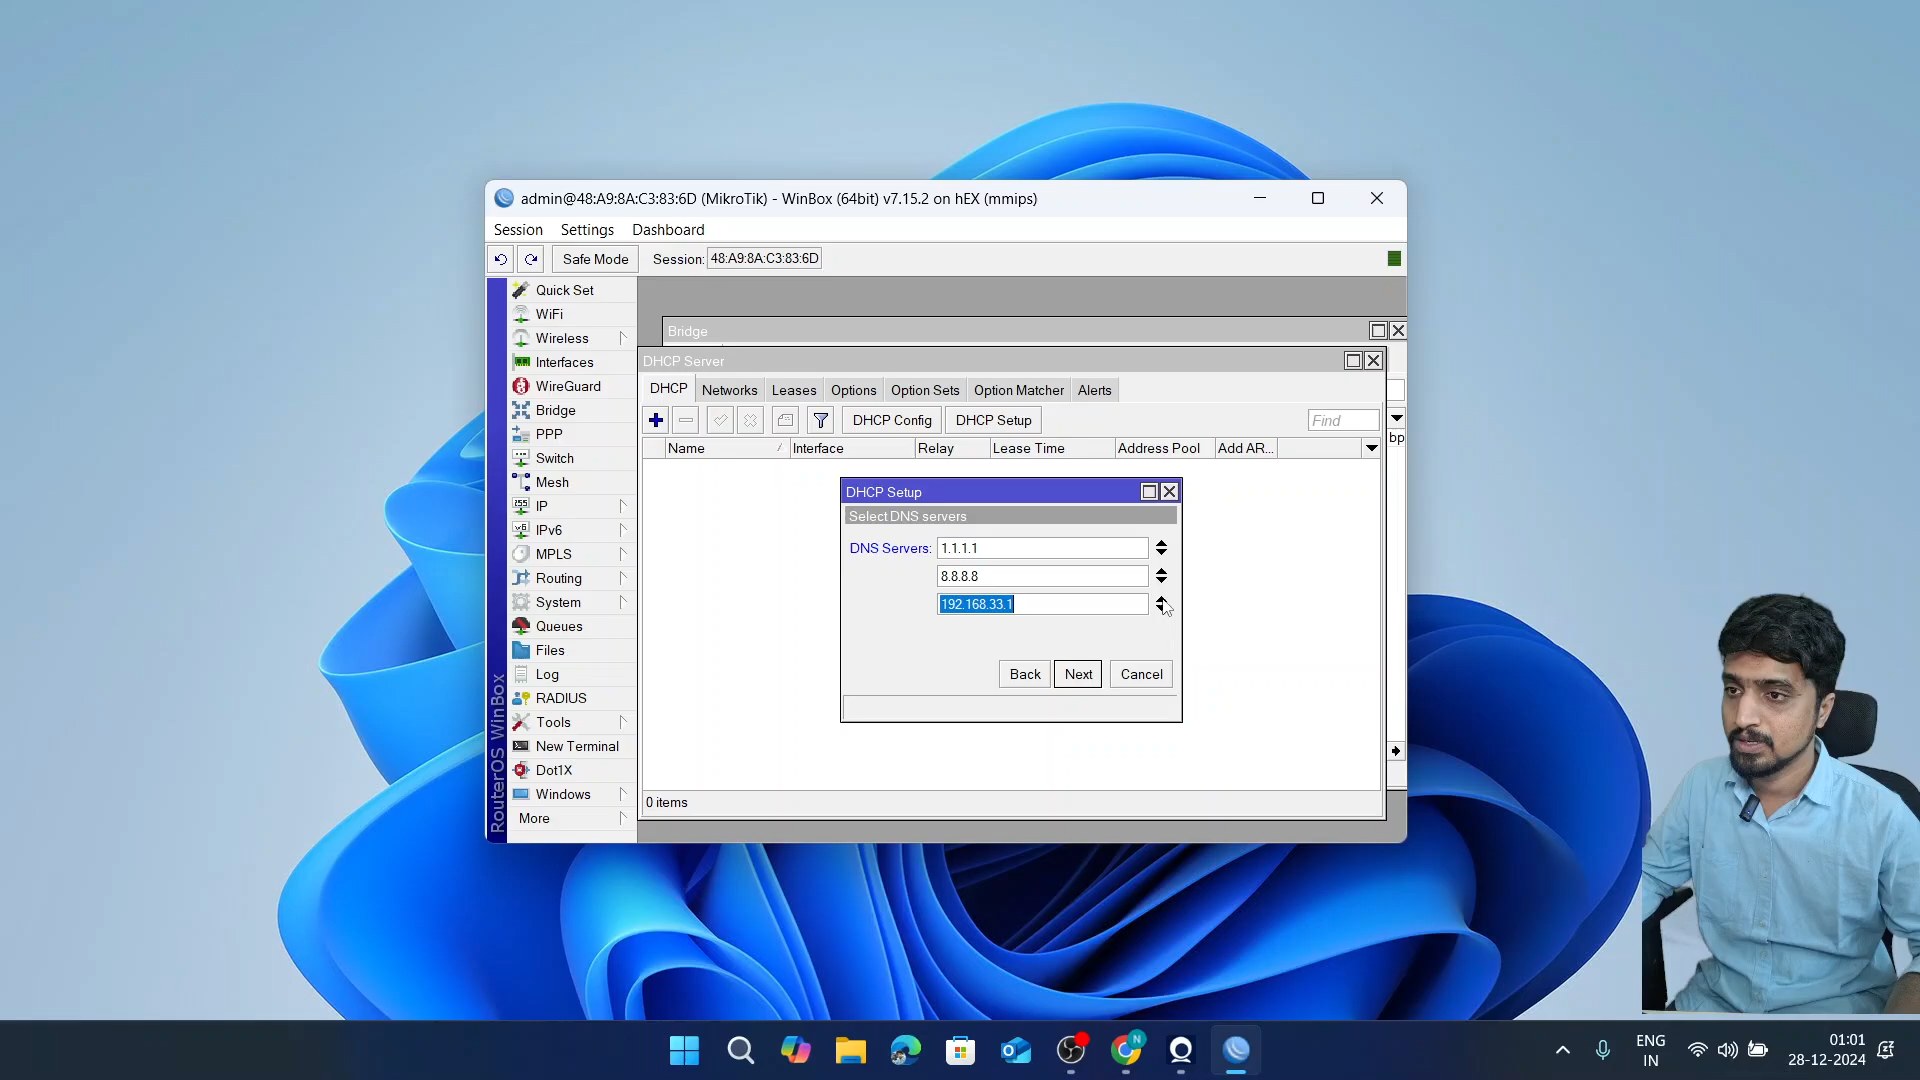 admin@48:A9:8A:C3:83:6D (MikroTik) - WinBox (64bit) v7.15.2 on hEX (mmips)
Session Settings Dashboard
Safe Mode Session: 48:A9:8A:C3:83:6D
Quick Set
WiFi
Wireless
Interfaces
WireGuard
Bridge
PPP
Switch
Mesh
IP
IPv6
MPLS
Routing
System
Queues
Files
Log
RADIUS
Tools
New Terminal
Dot1X
Windows
More
RouterOS WinBox
Bridge
bp
DHCP Server
DHCP Networks Leases Options Option Sets Option Matcher Alerts
DHCP Config DHCP Setup Find
Name Interface Relay Lease Time Address Pool Add AR...
DHCP Setup
Select DNS servers
DNS Servers: 1.1.1.1
8.8.8.8
192.168.33.1
Back Next Cancel
0 items
N
ENG
IN
01:01
28-12-2024